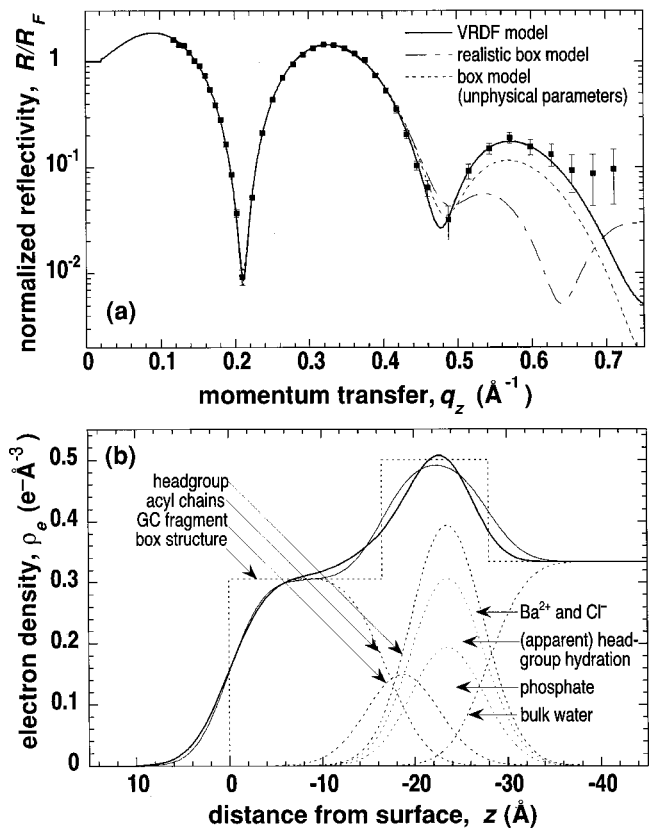 normalized reflectivity, R/R_F
1
10⁻¹
10⁻²
VRDF model
realistic box model
box model
(unphysical parameters)
(a)
0
0.1
0.2
0.3
0.4
0.5
0.6
0.7
momentum transfer, q_z (Å⁻¹)
(b)
electron density, ρ_e (e⁻Å⁻³)
0.5
0.4
0.3
0.2
0.1
0
headgroup
acyl chains
GC fragment
box structure
Ba²⁺ and Cl⁻
(apparent) head-
group hydration
phosphate
bulk water
10
0
-10
-20
-30
-40
distance from surface, z (Å)